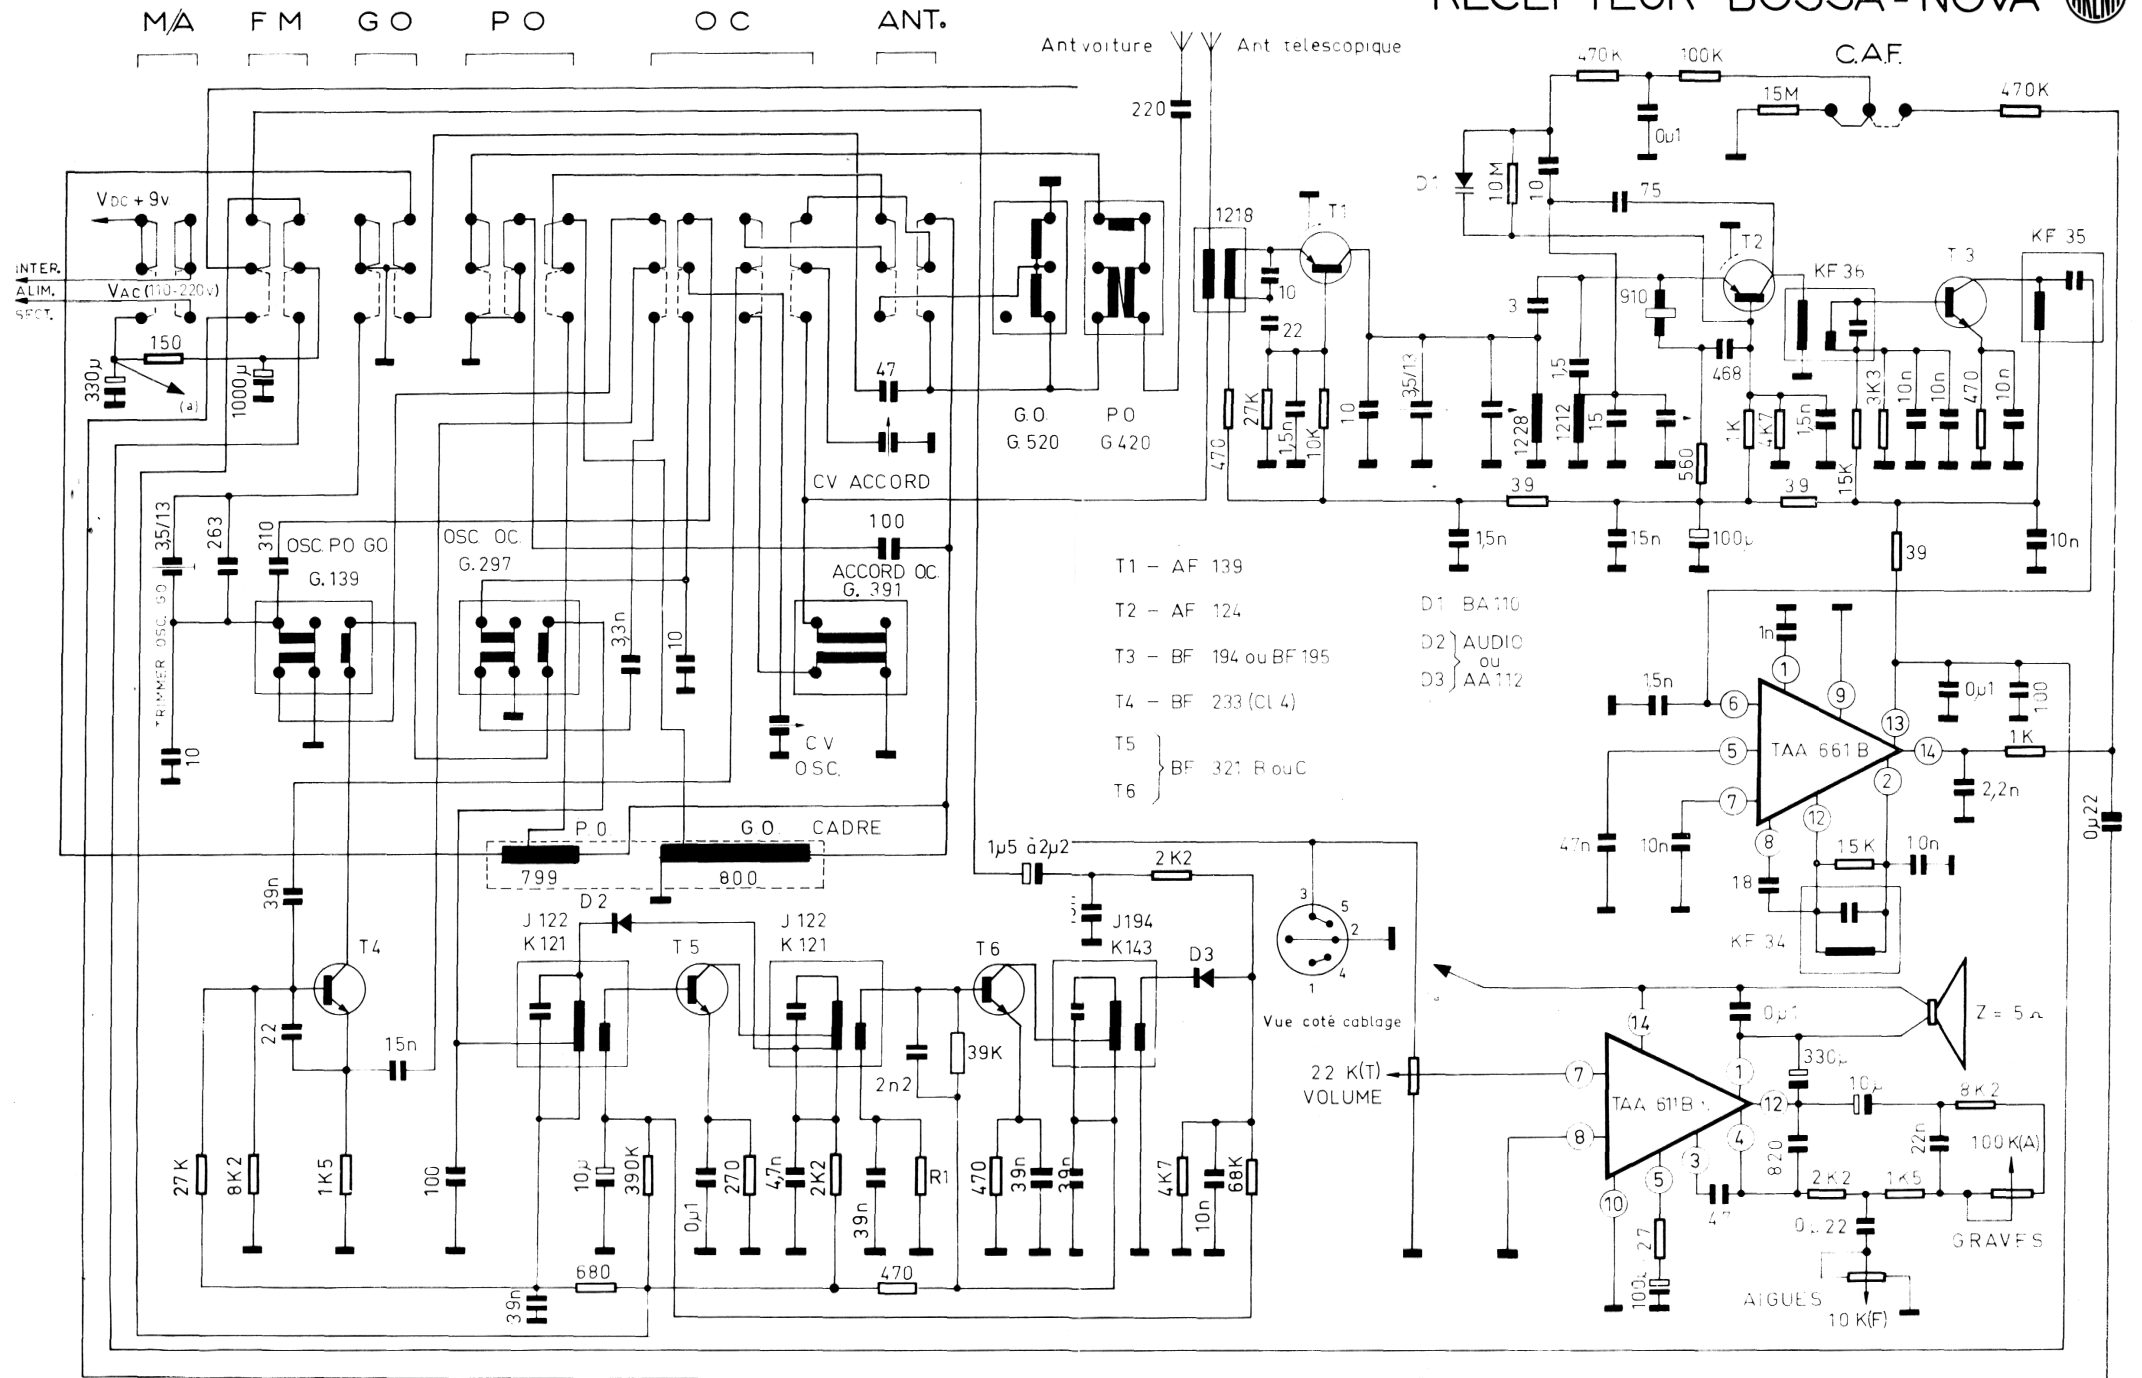 RECEPTEUR BOSSA-NOVA
ARENA
M/A FM GO PO OC ANT.
Ant voiture
Ant telescopique
C.A.F.
470K
100K
15M
470K
0µ1
220
D1
10M
10
75
VDC + 9v
INTER.
ALIM.
SECT.
VAC (110-220v)
150
330µ
(a)
1000µ
47
CV ACCORD
G.O.
G.520
PO
G.420
1218
T1
10
22
470
27K
1,5n
10K
10
3,5/13
3
1228
1,5
1212
15
910
T2
468
560
1K
4K7
1,5n
KF 36
T3
KF 35
15K
3K3
10n
10n
470
10n
39
39
1,5n
15n
100µ
39
10n
3,5/13
TRIMMER OSC. GO
263
310
OSC. PO GO
G.139
OSC OC.
G.297
100
ACCORD OC.
G. 391
3,3n
10
10
CV
OSC.
T1 - AF 139
T2 - AF 124
T3 - BF 194 ou BF 195
T4 - BF 233 (Cl 4)
T5
BF 321 B ou C
T6
D1 BA110
D2 AUDIO
ou
D3 AA112
1n
1
9
6
5
7
13
14
2
12
8
TAA 661 B
15n
47n
10n
0µ1
100
1K
2,2n
0µ22
15K
10n
18
KF 34
P.O.
G.O.
CADRE
799
800
1µ5 à 2µ2
2K2
39n
T4
22
15n
27K
8K2
1K5
100
J 122
K 121
D2
T5
J 122
K 121
T6
J194
K143
D3
10µ
390K
0µ1
270
4,7n
2K2
2n2
39n
R1
39K
470
39n
39n
4K7
10n
68K
680
39n
470
3
5
2
4
1
Vue coté cablage
22 K(T)
VOLUME
7
8
14
1
12
4
3
5
10
TAA 611B
0µ1
Z = 5Ω
330µ
10µ
8K2
22n
100K(A)
820
2K2
1K5
47
27
100µ
0µ22
GRAVES
AIGUES
10 K(F)